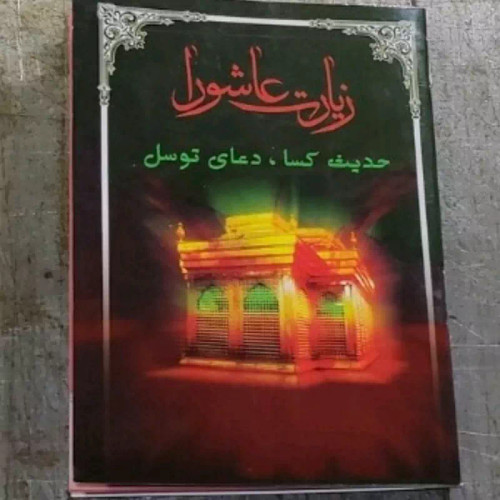 زیارت عاشورا
حدیث کسا، دعای توسل